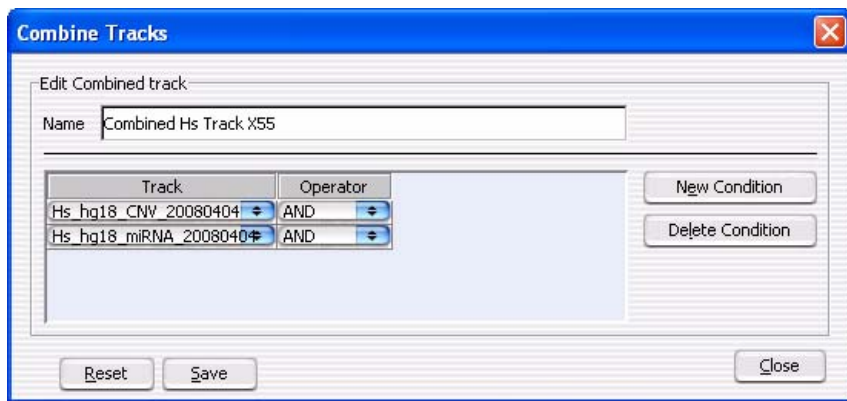 Combine Tracks
Edit Combined track
Name Combined Hs Track X55
Track Operator
Hs_hg18_CNV_20080404 AND
Hs_hg18_miRNA_20080404 AND
New Condition
Delete Condition
Reset Save Close